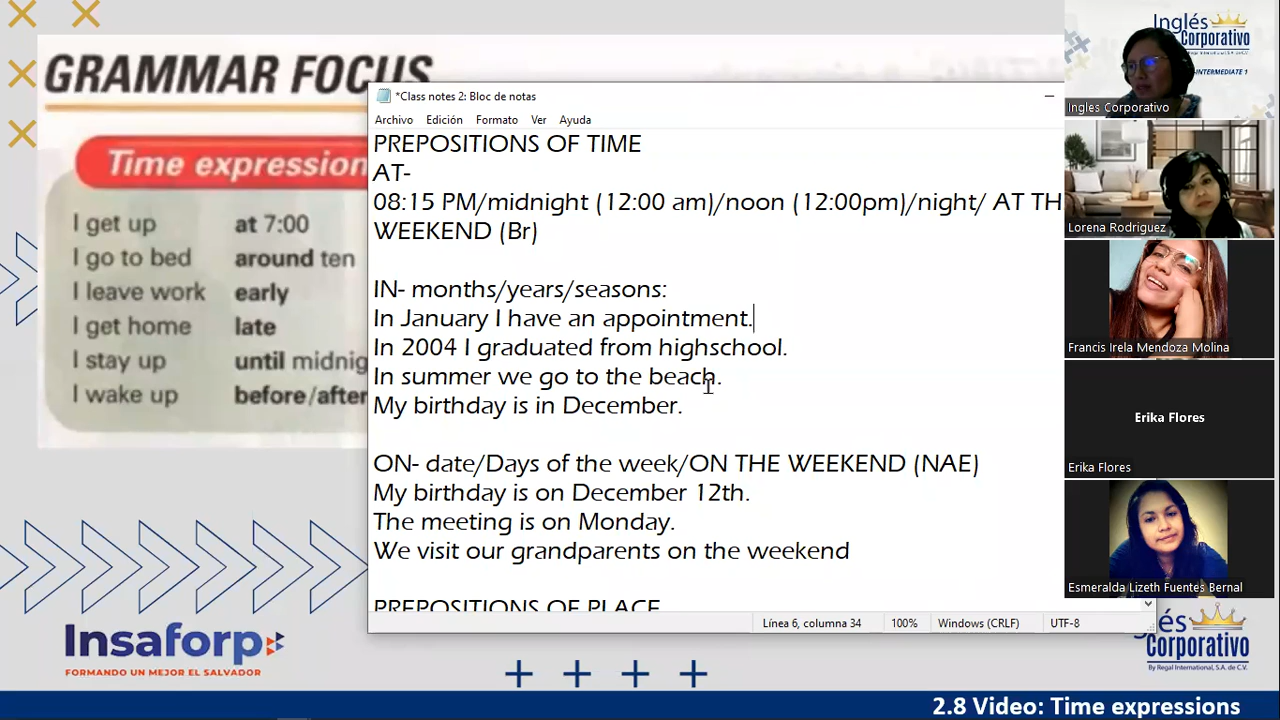 GRAMMAR FOCUS
Time expression
I get up at 7:00
I go to bed around ten
I leave work early
I get home late
I stay up until midnig
I wake up before/after
*Class notes 2: Bloc de notas
Archivo Edición Formato Ver Ayuda
PREPOSITIONS OF TIME
AT-
08:15 PM/midnight (12:00 am)/noon (12:00pm)/night/ AT TH
WEEKEND (Br)
IN- months/years/seasons:
In January I have an appointment.
In 2004 I graduated from highschool.
In summer we go to the beach.
My birthday is in December.
ON- date/Days of the week/ON THE WEEKEND (NAE)
My birthday is on December 12th.
The meeting is on Monday.
We visit our grandparents on the weekend
PREPOSITIONS OF PLACE
Línea 6, columna 34 100% Windows (CRLF) UTF-8
Inglés
Corporativo
-INTERMEDIATE 1
Ingles Corporativo
Lorena Rodriguez
Francis Irela Mendoza Molina
Erika Flores
Erika Flores
Esmeralda Lizeth Fuentes Bernal
Insaforp
FORMANDO UN MEJOR EL SALVADOR
és
Corporativo
By Regal International, S.A. de C.V.
2.8 Video: Time expressions